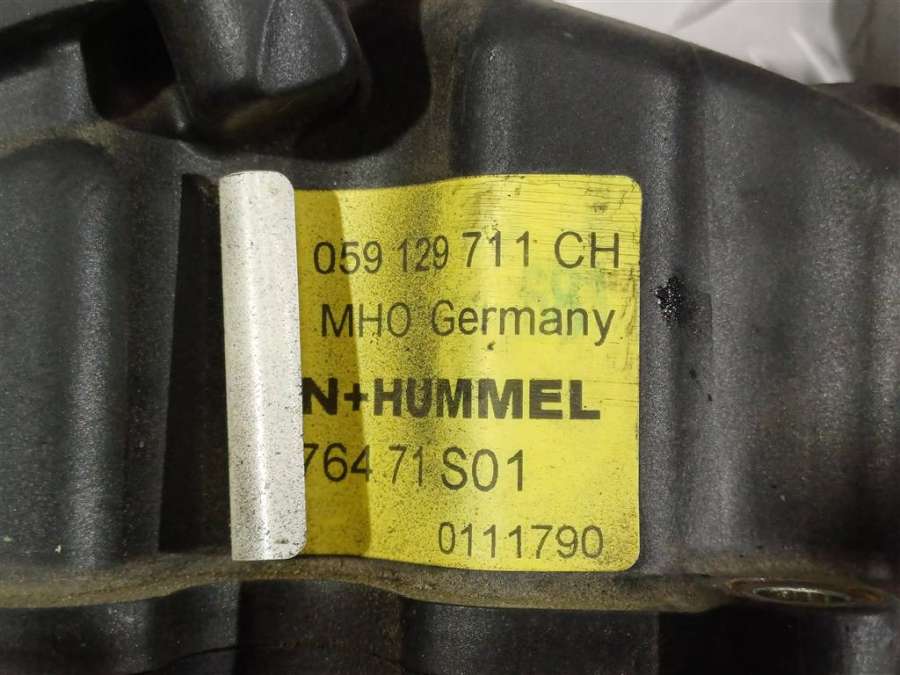 059 129 711 CH
MHO Germany
N+HUMMEL
764 71 S01
0111790